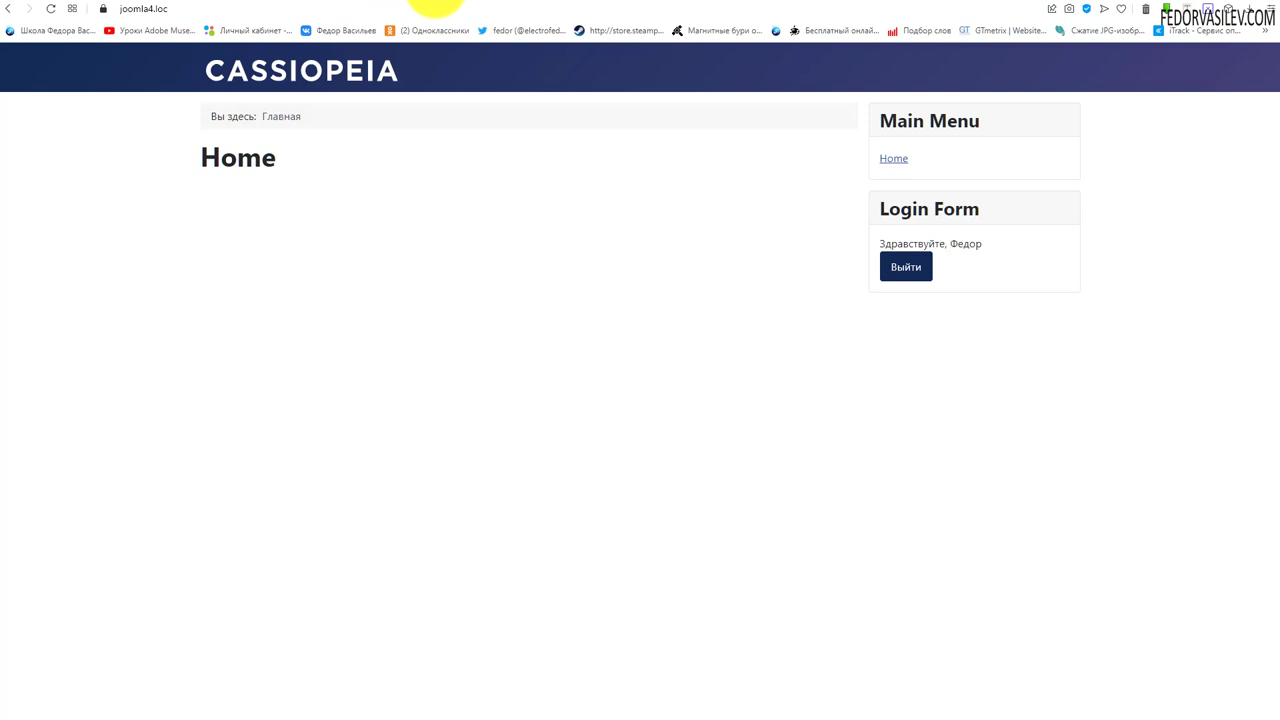 joomla4.loc
FEDORVASILEV.COM
Школа Федора Вас...
Уроки Adobe Muse...
Личный кабинет -...
Федор Васильев
(2) Одноклассники
fedor (@electrofed...
http://store.steamp...
Магнитные бури о...
Бесплатный онлай...
Подбор слов
GTmetrix | Website...
Сжатие JPG-изобр...
iTrack - Сервис оп...
CASSIOPEIA
Вы здесь: Главная
Home
Main Menu
Home
Login Form
Здравствуйте, Федор
Выйти